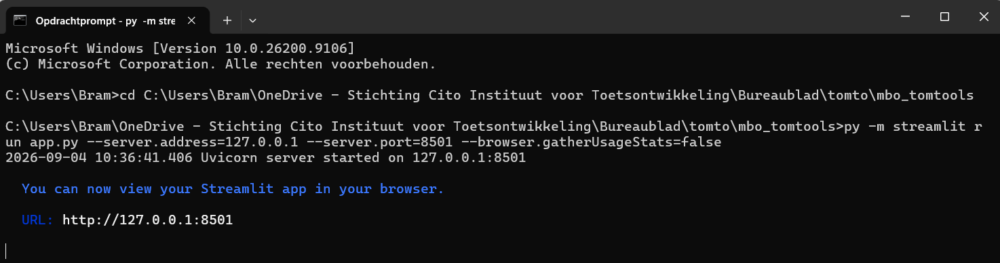 Opdrachtprompt - py -m stre
Microsoft Windows [Version 10.0.26200.9106]
(c) Microsoft Corporation. Alle rechten voorbehouden.
C:\Users\Bram>cd C:\Users\Bram\OneDrive - Stichting Cito Instituut voor Toetsontwikkeling\Bureaublad\tomto\mbo_tomtools
C:\Users\Bram\OneDrive - Stichting Cito Instituut voor Toetsontwikkeling\Bureaublad\tomto\mbo_tomtools>py -m streamlit r
un app.py --server.address=127.0.0.1 --server.port=8501 --browser.gatherUsageStats=false
2026-09-04 10:36:41.406 Uvicorn server started on 127.0.0.1:8501
You can now view your Streamlit app in your browser.
URL: http://127.0.0.1:8501